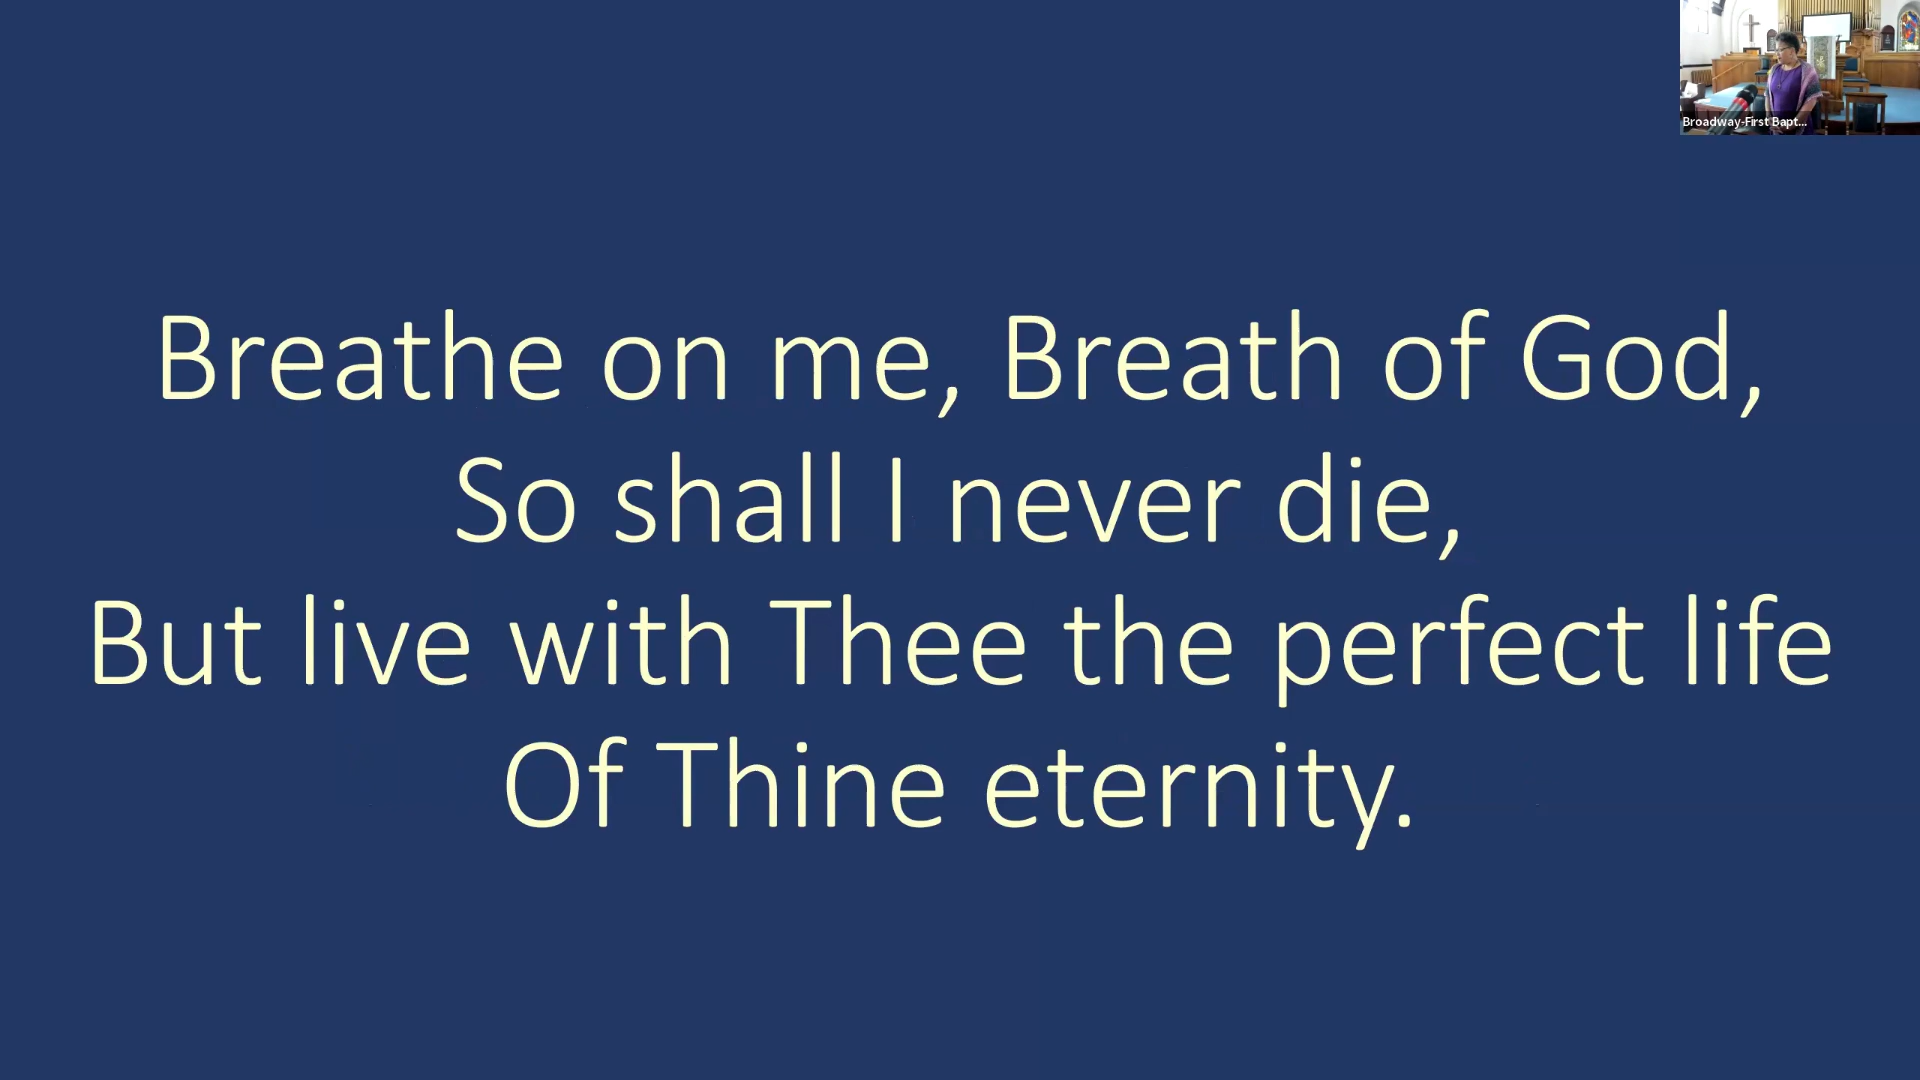 Broadway-First Bapt...
Breathe on me, Breath of God,
So shall I never die,
But live with Thee the perfect life
Of Thine eternity.